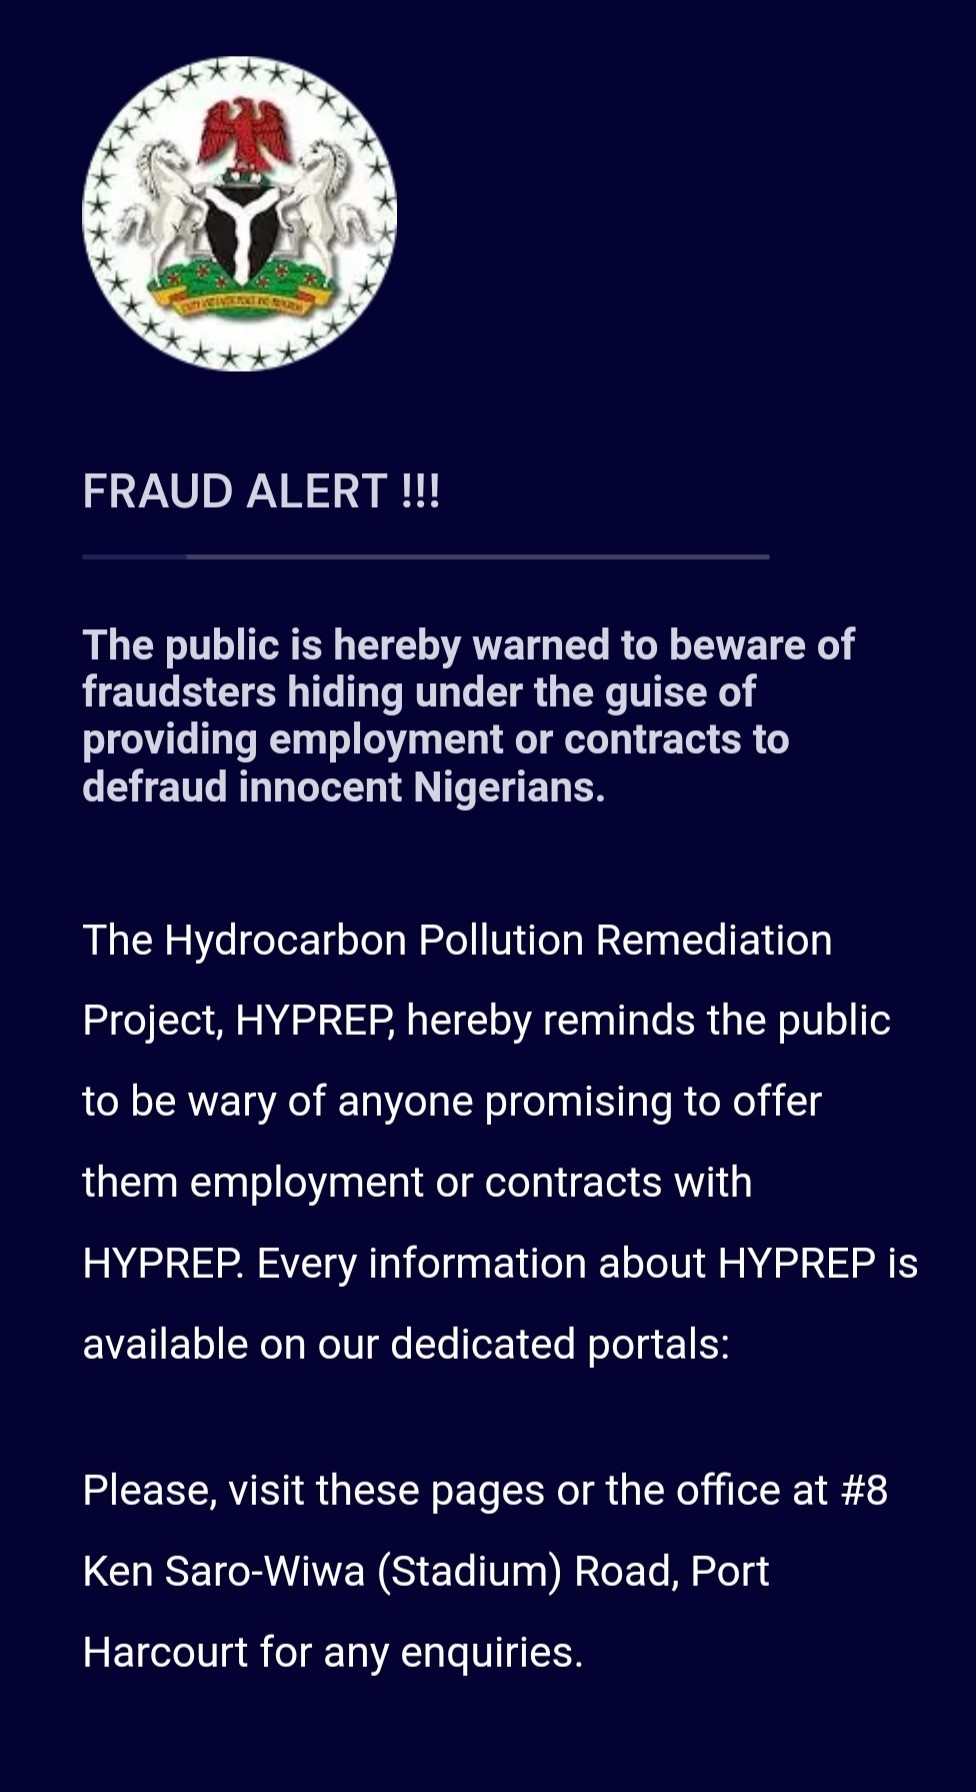 FRAUD ALERT !!!
The public is hereby warned to beware of
fraudsters hiding under the guise of
providing employment or contracts to
defraud innocent Nigerians.
The Hydrocarbon Pollution Remediation
Project, HYPREP, hereby reminds the public
to be wary of anyone promising to offer
them employment or contracts with
HYPREP. Every information about HYPREP is
available on our dedicated portals:
Please, visit these pages or the office at #8
Ken Saro-Wiwa (Stadium) Road, Port
Harcourt for any enquiries.